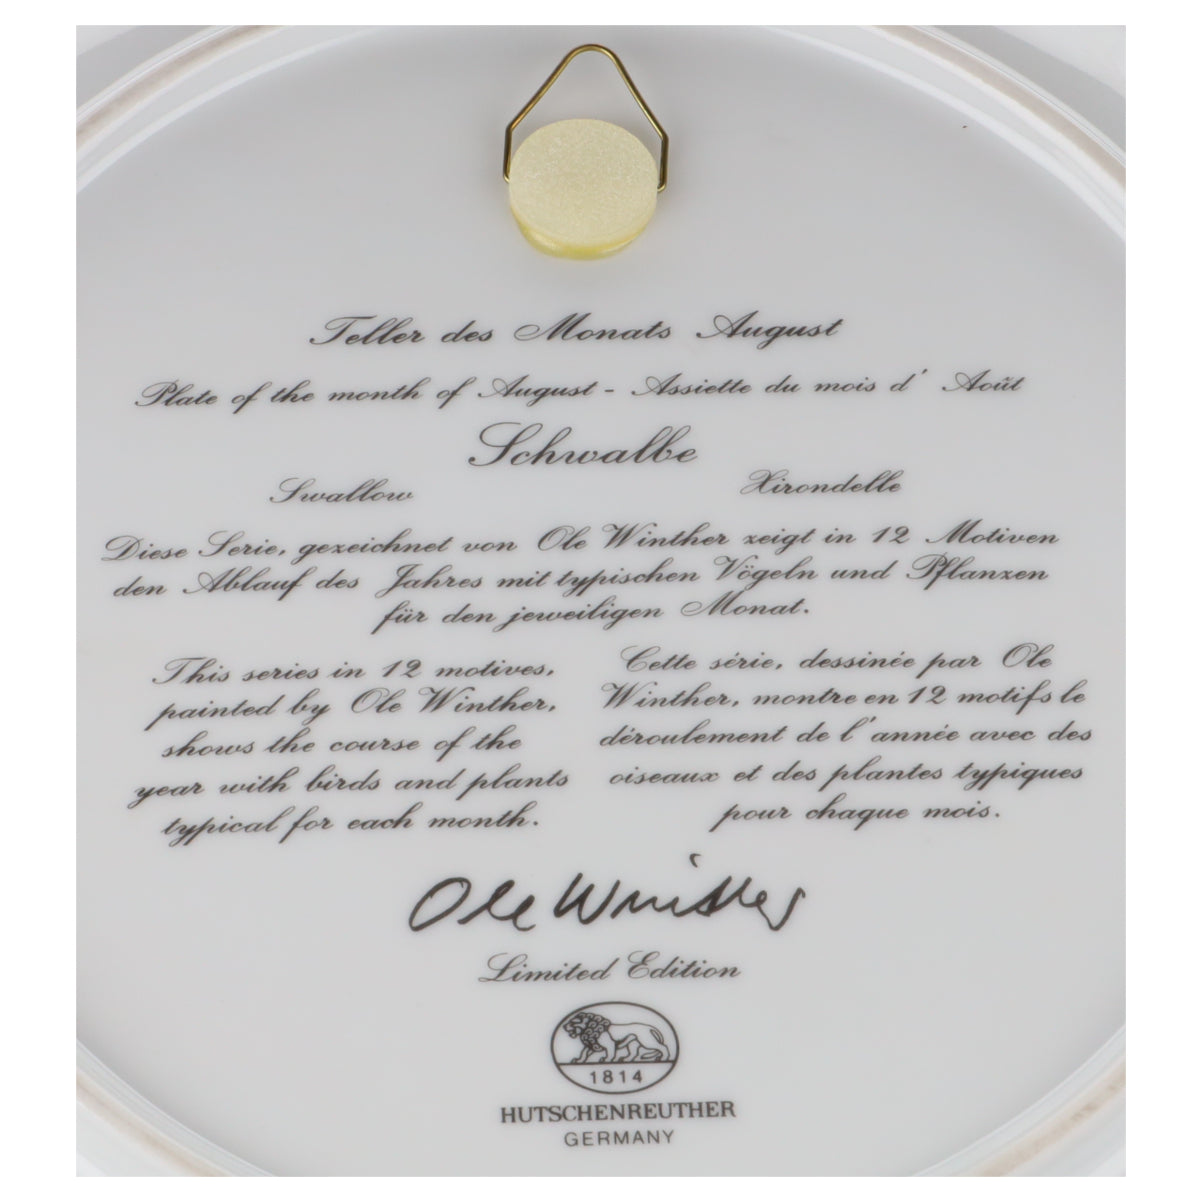 Teller des Monats August
Plate of the month of August - Assiette du mois d' Août
Schwalbe
Swallow Hirondelle
Diese Serie, gezeichnet von Ole Winther zeigt in 12 Motiven
den Ablauf des Jahres mit typischen Vögeln und Pflanzen
für den jeweiligen Monat.
This series in 12 motives,
painted by Ole Winther,
shows the course of the
year with birds and plants
typical for each month.
Cette série, dessinée par Ole
Winther, montre en 12 motifs le
déroulement de l' année avec des
oiseaux et des plantes typiques
pour chaque mois.
Ole Winther
Limited Edition
1814
HUTSCHENREUTHER
GERMANY